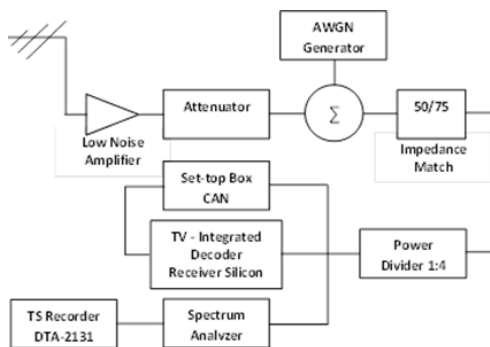 AWGN
Generator
Attenuator
Σ
50/75
Low Noise
Amplifier
Impedance
Match
Set-top Box
CAN
TV - Integrated
Decoder
Receiver Silicon
Power
Divider 1:4
TS Recorder
DTA-2131
Spectrum
Analyzer